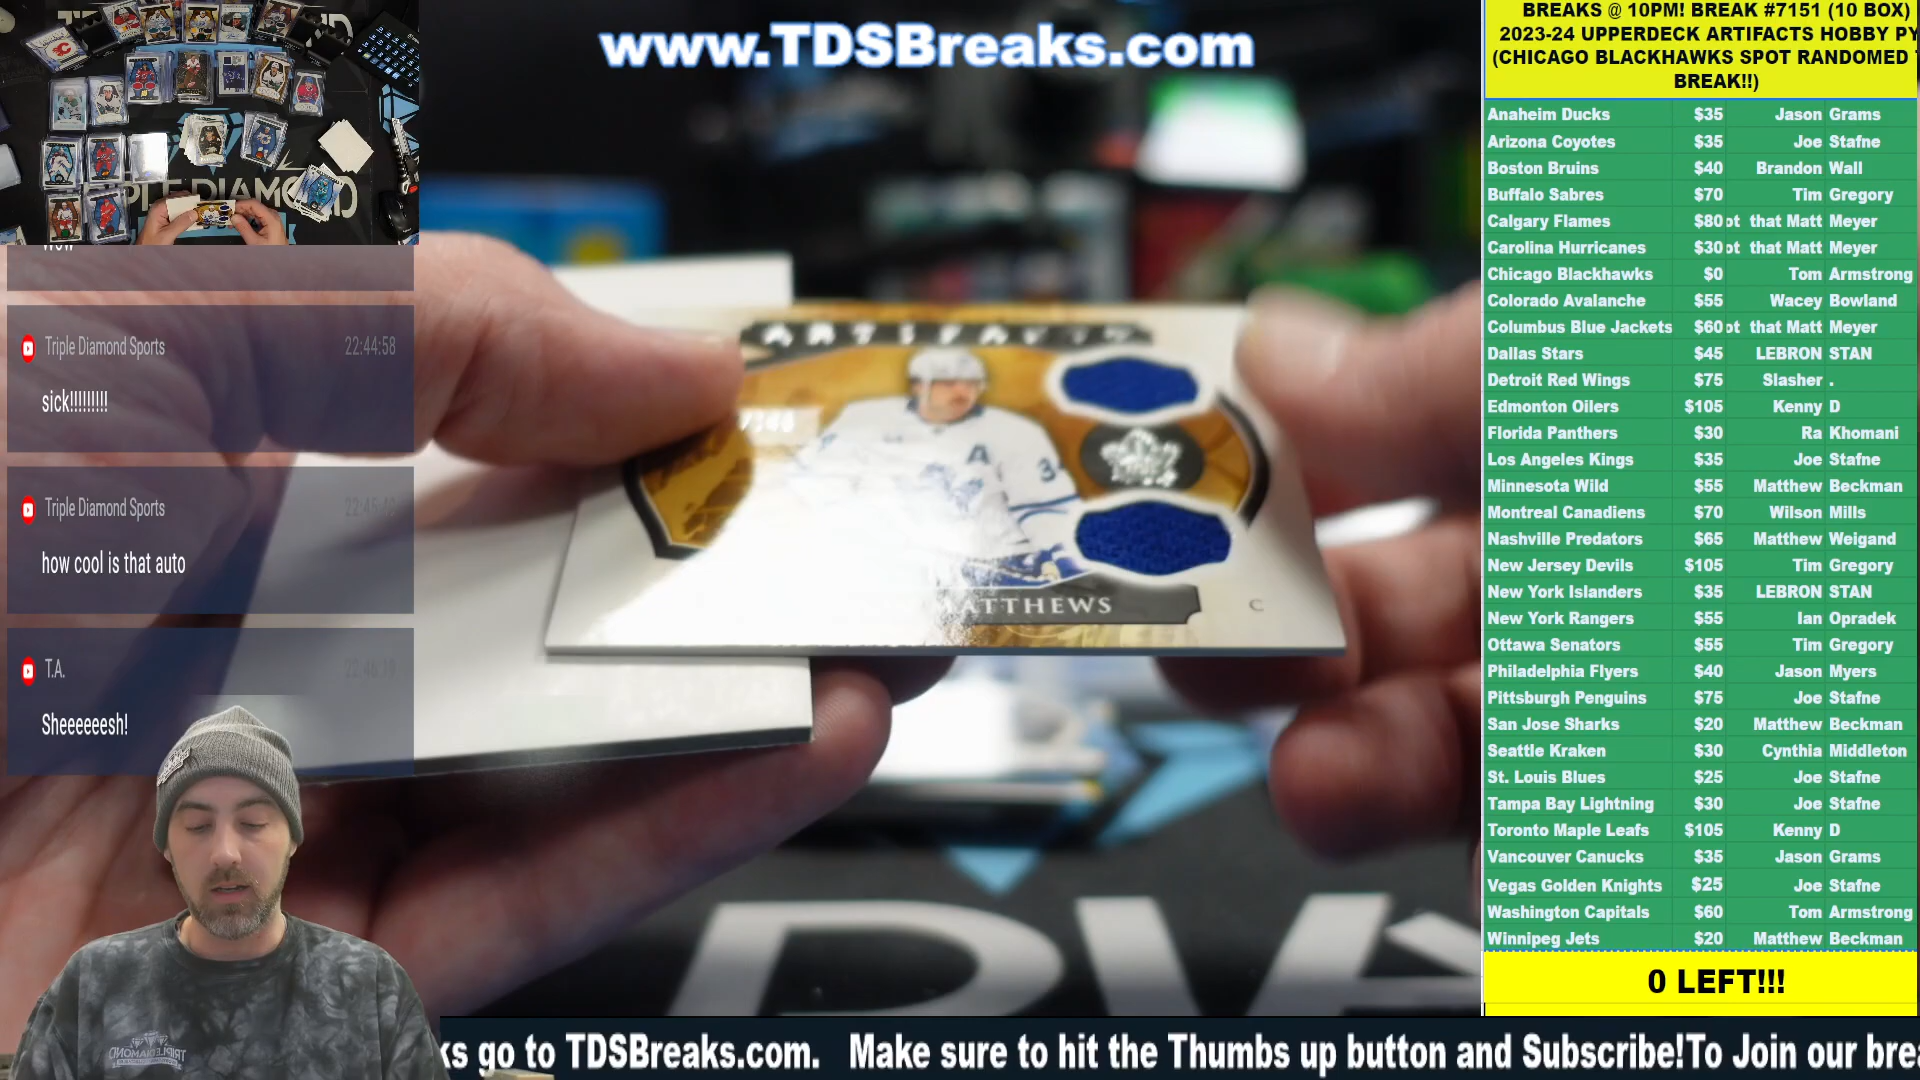 www.TDSBreaks.com
wow
Triple Diamond Sports 22:44:58
sick!!!!!!!!!
Triple Diamond Sports
how cool is that auto
T.A.
Sheeeeeesh!
ARTIFACTS
A
MATTHEWS
C
BREAKS @ 10PM! BREAK #7151 (10 BOX)
2023-24 UPPERDECK ARTIFACTS HOBBY PY
(CHICAGO BLACKHAWKS SPOT RANDOMED
BREAK!!)
Anaheim Ducks $35 Jason Grams
Arizona Coyotes $35 Joe Stafne
Boston Bruins $40 Brandon Wall
Buffalo Sabres $70 Tim Gregory
Calgary Flames $80 ot that Matt Meyer
Carolina Hurricanes $30 ot that Matt Meyer
Chicago Blackhawks $0 Tom Armstrong
Colorado Avalanche $55 Wacey Bowland
Columbus Blue Jackets $60 ot that Matt Meyer
Dallas Stars $45 LEBRON STAN
Detroit Red Wings $75 Slasher .
Edmonton Oilers $105 Kenny D
Florida Panthers $30 Ra Khomani
Los Angeles Kings $35 Joe Stafne
Minnesota Wild $55 Matthew Beckman
Montreal Canadiens $70 Wilson Mills
Nashville Predators $65 Matthew Weigand
New Jersey Devils $105 Tim Gregory
New York Islanders $35 LEBRON STAN
New York Rangers $55 Ian Opradek
Ottawa Senators $55 Tim Gregory
Philadelphia Flyers $40 Jason Myers
Pittsburgh Penguins $75 Joe Stafne
San Jose Sharks $20 Matthew Beckman
Seattle Kraken $30 Cynthia Middleton
St. Louis Blues $25 Joe Stafne
Tampa Bay Lightning $30 Joe Stafne
Toronto Maple Leafs $105 Kenny D
Vancouver Canucks $35 Jason Grams
Vegas Golden Knights $25 Joe Stafne
Washington Capitals $60 Tom Armstrong
Winnipeg Jets $20 Matthew Beckman
0 LEFT!!!
ks go to TDSBreaks.com. Make sure to hit the Thumbs up button and Subscribe!To Join our brea